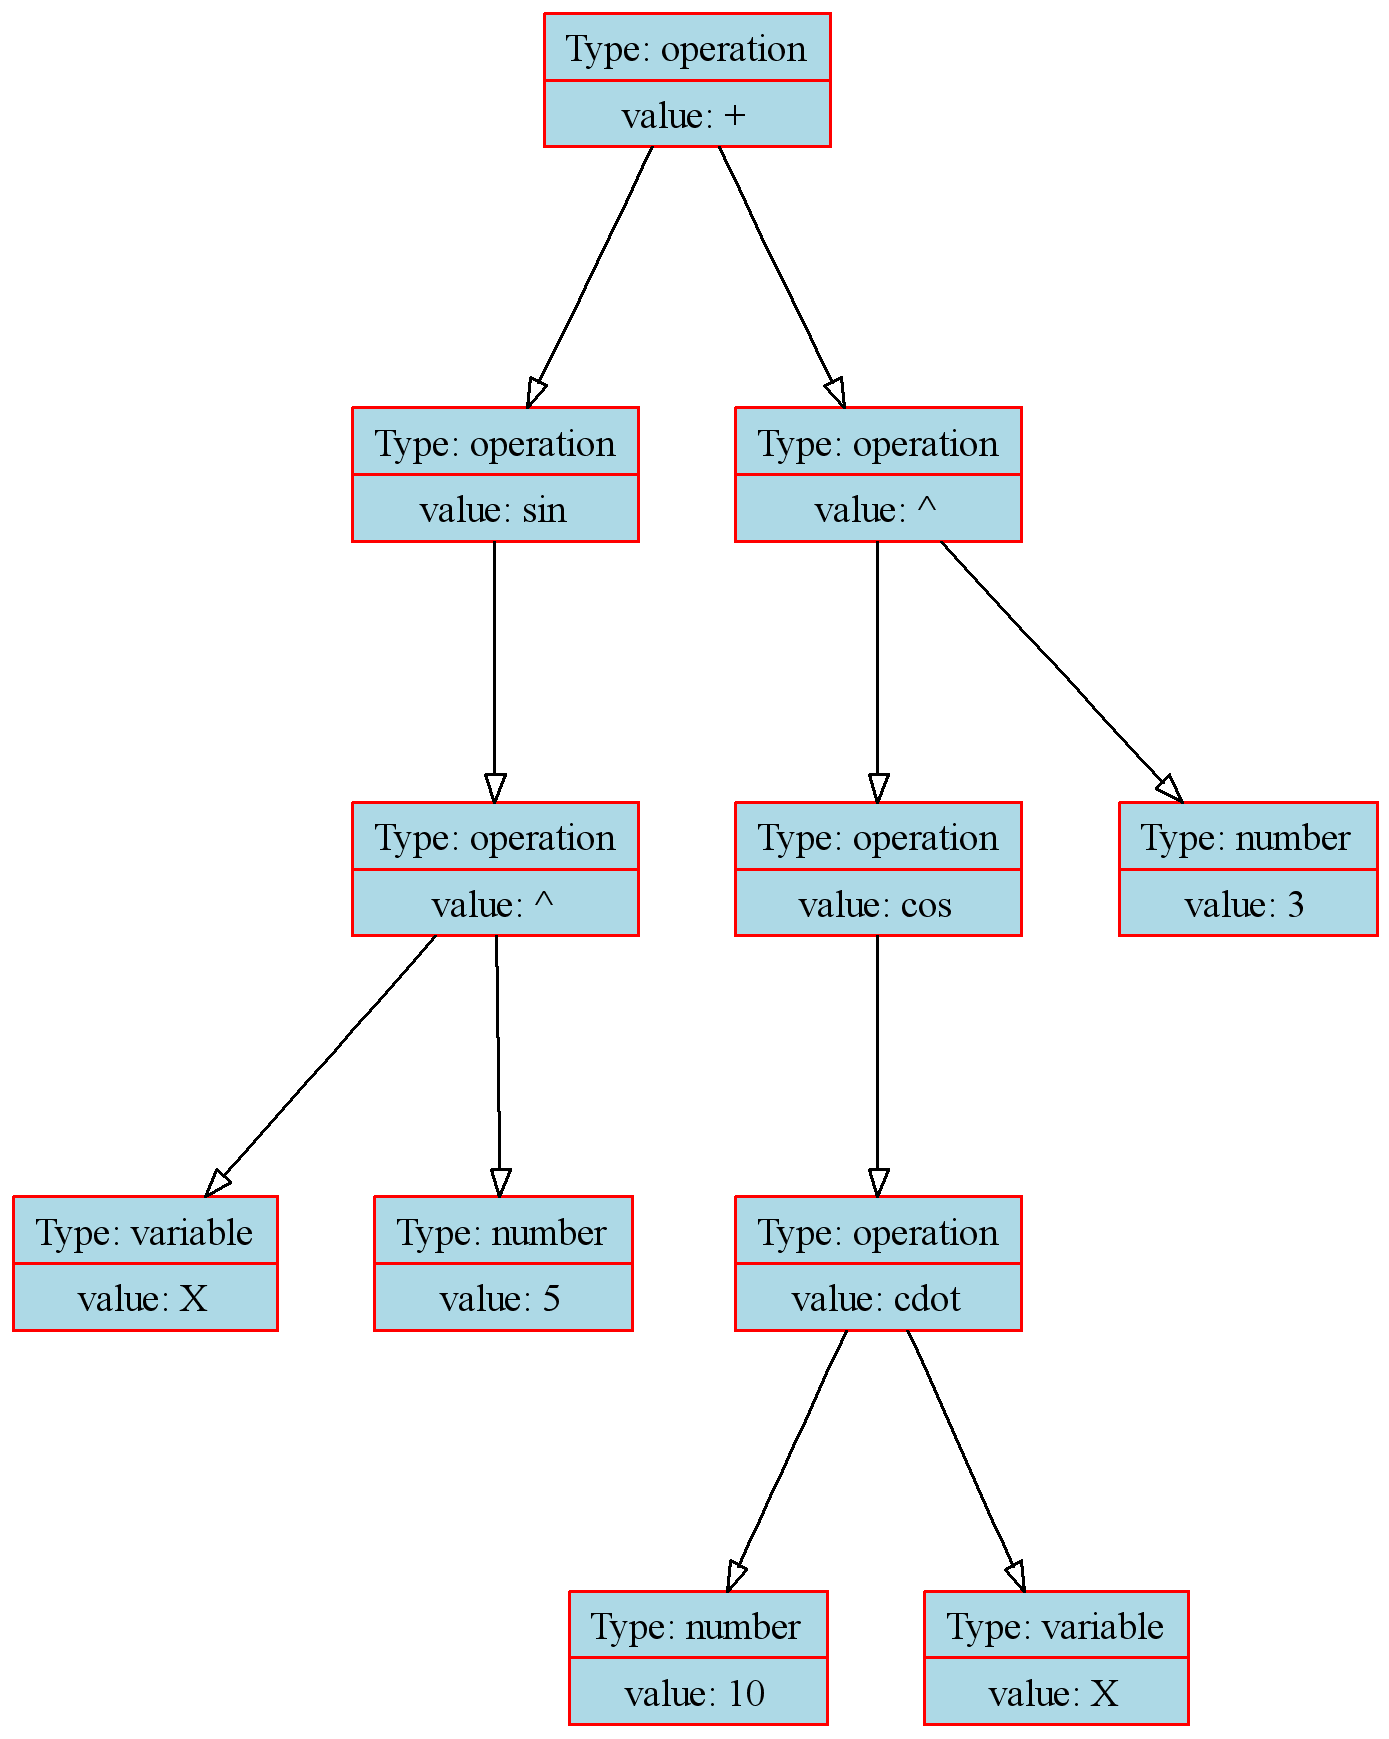 Type: operation
value: +
Type: operation
value: sin
Type: operation
value: ^
Type: operation
value: ^
Type: operation
value: cos
Type: number
value: 3
Type: variable
value: X
Type: number
value: 5
Type: operation
value: cdot
Type: number
value: 10
Type: variable
value: X